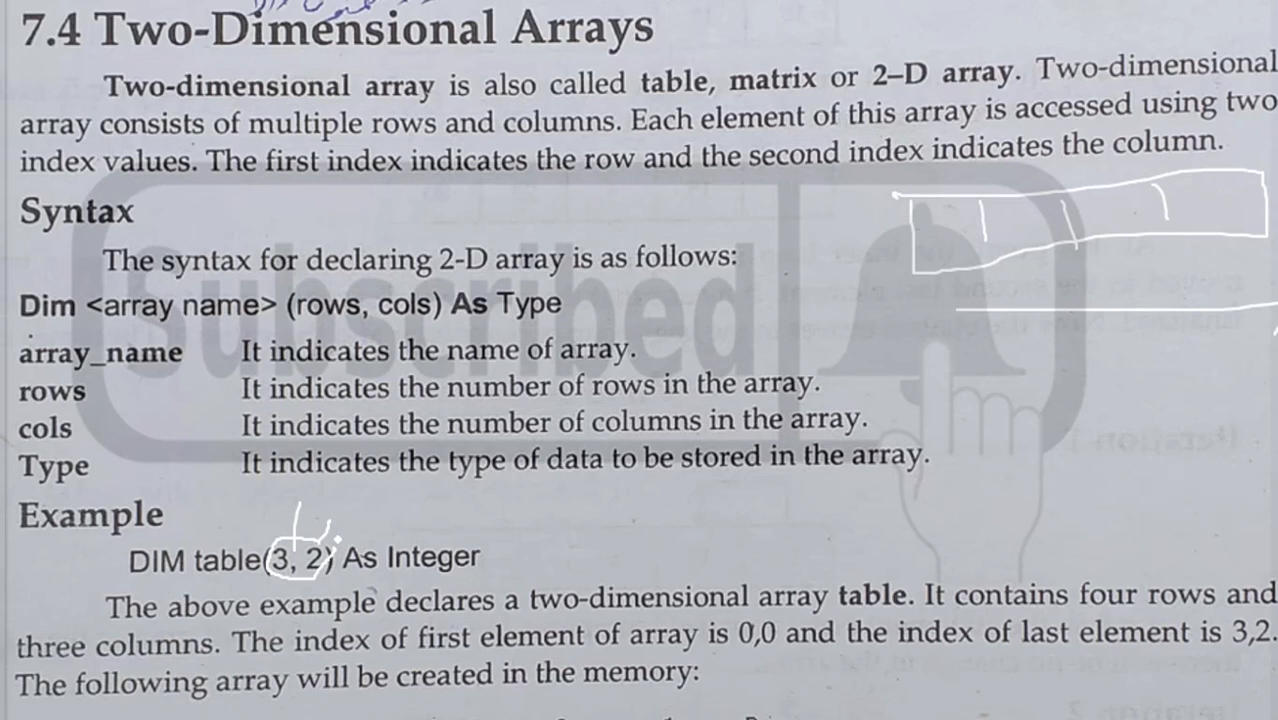 7.4 Two-Dimensional Arrays
Two-dimensional array is also called table, matrix or 2–D array. Two-dimensional
array consists of multiple rows and columns. Each element of this array is accessed using two
index values. The first index indicates the row and the second index indicates the column.
Syntax
The syntax for declaring 2-D array is as follows:
Dim <array name> (rows, cols) As Type
array_name It indicates the name of array.
rows It indicates the number of rows in the array.
cols It indicates the number of columns in the array.
Type It indicates the type of data to be stored in the array.
Subscribed
Example
DIM table(3, 2) As Integer
The above example declares a two-dimensional array table. It contains four rows and
three columns. The index of first element of array is 0,0 and the index of last element is 3,2.
The following array will be created in the memory: